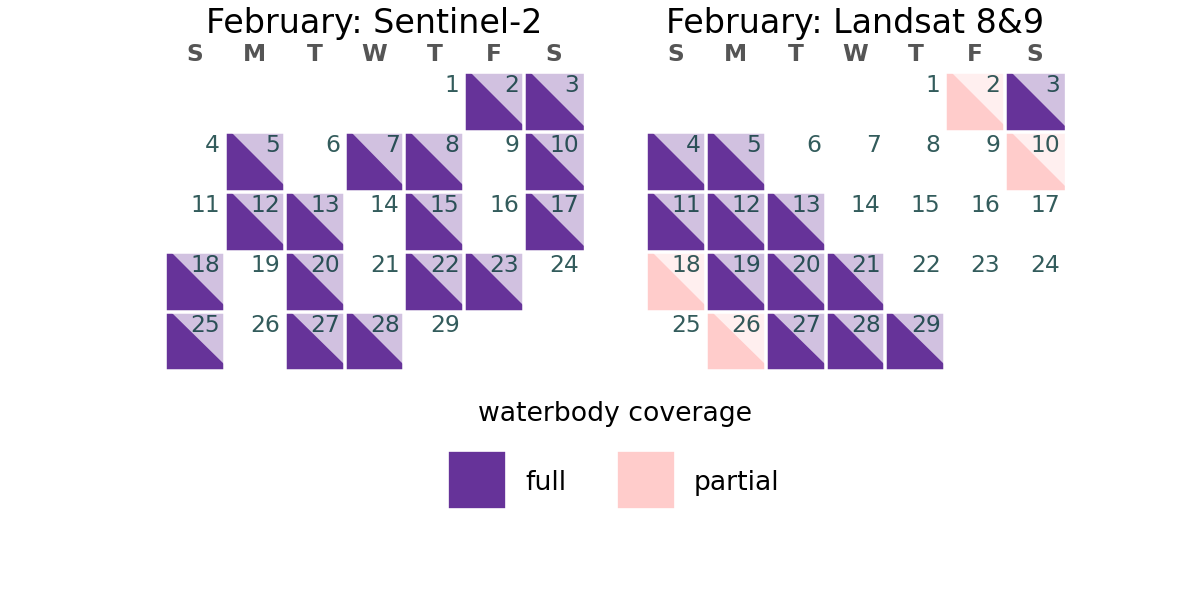 February: Sentinel-2
S M T W T F S
1 2 3
4 5 6 7 8 9 10
11 12 13 14 15 16 17
18 19 20 21 22 23 24
25 26 27 28 29
February: Landsat 8&9
S M T W T F S
1 2 3
4 5 6 7 8 9 10
11 12 13 14 15 16 17
18 19 20 21 22 23 24
25 26 27 28 29
waterbody coverage
full partial